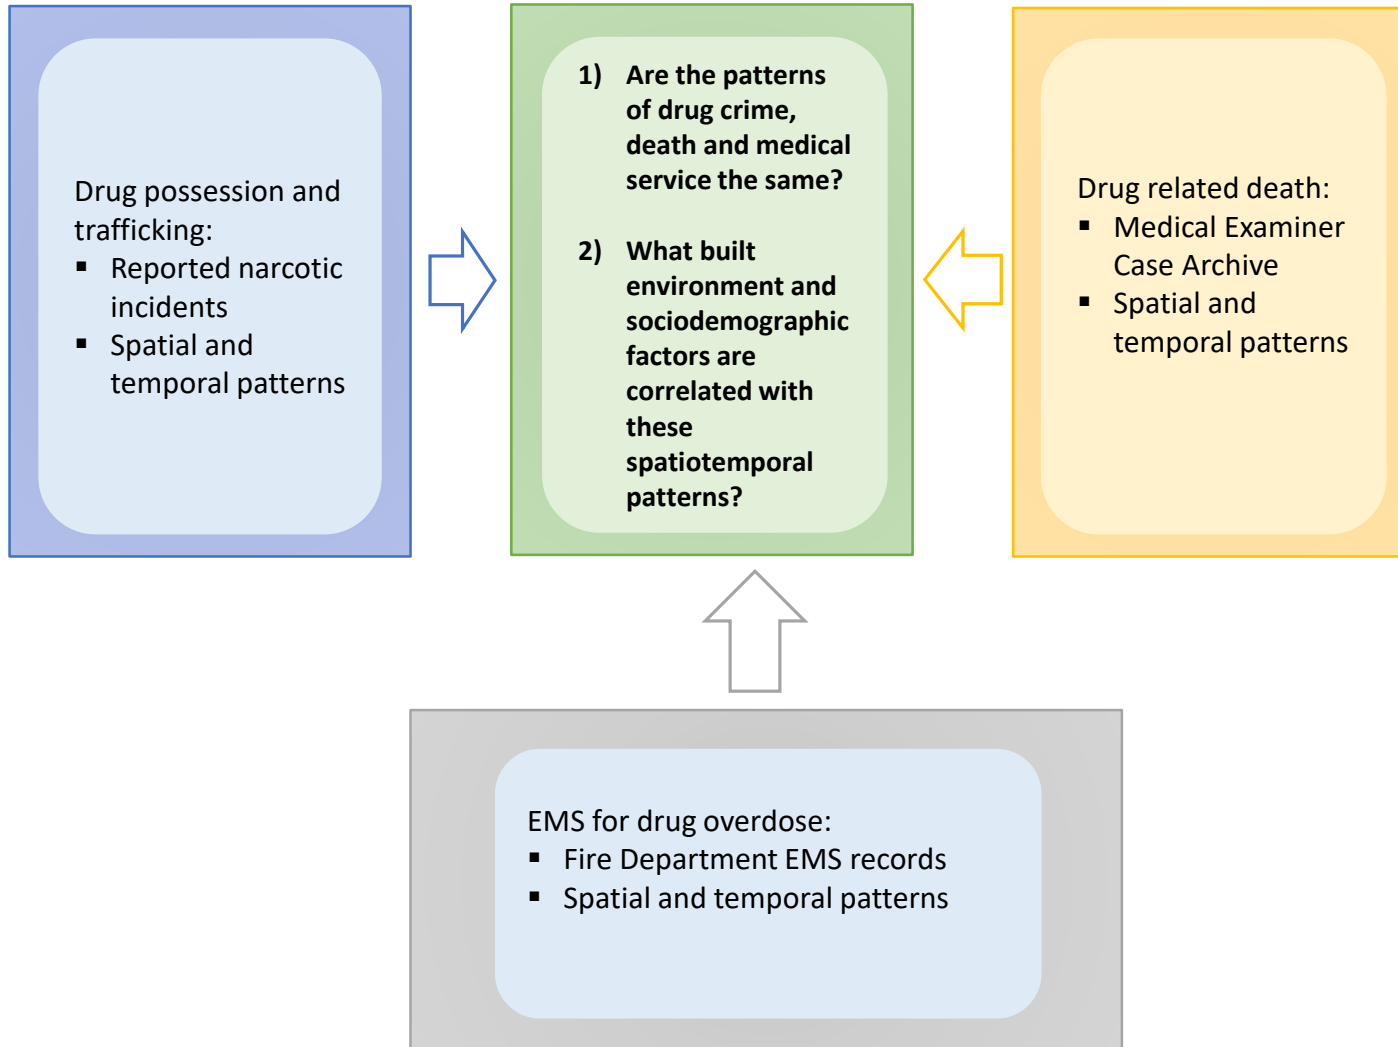 Drug possession and
trafficking:
▪ Reported narcotic
incidents
▪ Spatial and
temporal patterns
1) Are the patterns
of drug crime,
death and medical
service the same?
2) What built
environment and
sociodemographic
factors are
correlated with
these
spatiotemporal
patterns?
Drug related death:
▪ Medical Examiner
Case Archive
▪ Spatial and
temporal patterns
EMS for drug overdose:
▪ Fire Department EMS records
▪ Spatial and temporal patterns